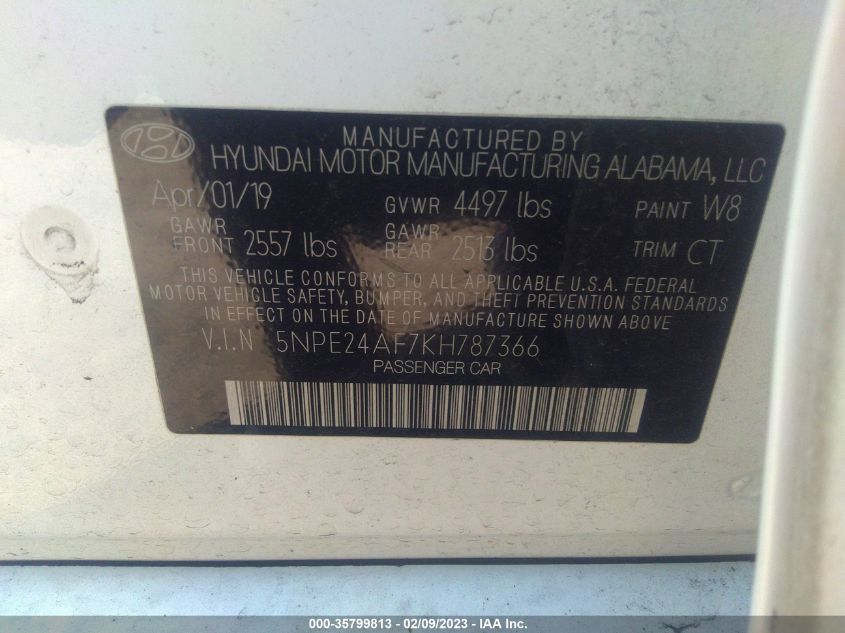 MANUFACTURED BY
HYUNDAI MOTOR MANUFACTURING ALABAMA, LLC
Apr/01/19 GVWR 4497 lbs PAINT W8
GAWR FRONT 2557 lbs GAWR REAR 2513 lbs TRIM CT
THIS VEHICLE CONFORMS TO ALL APPLICABLE U.S.A. FEDERAL
MOTOR VEHICLE SAFETY, BUMPER, AND THEFT PREVENTION STANDARDS
IN EFFECT ON THE DATE OF MANUFACTURE SHOWN ABOVE.
V.I.N 5NPE24AF7KH787366
PASSENGER CAR
000-35799813 - 02/09/2023 - IAA Inc.